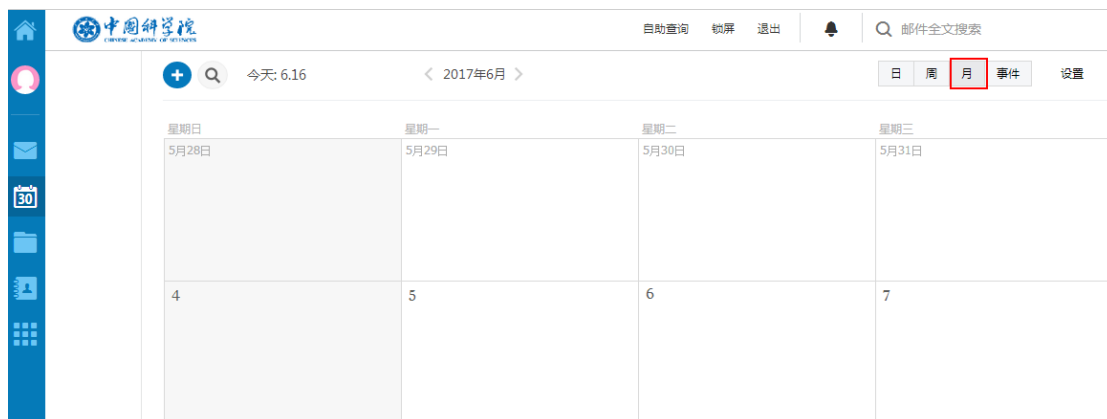 中国科学院
CHINESE ACADEMY OF SCIENCES
自助查询 锁屏 退出 邮件全文搜索
今天: 6.16 2017年6月 日 周 月 事件 设置
30
星期日 星期一 星期二 星期三
5月28日 5月29日 5月30日 5月31日
4 5 6 7